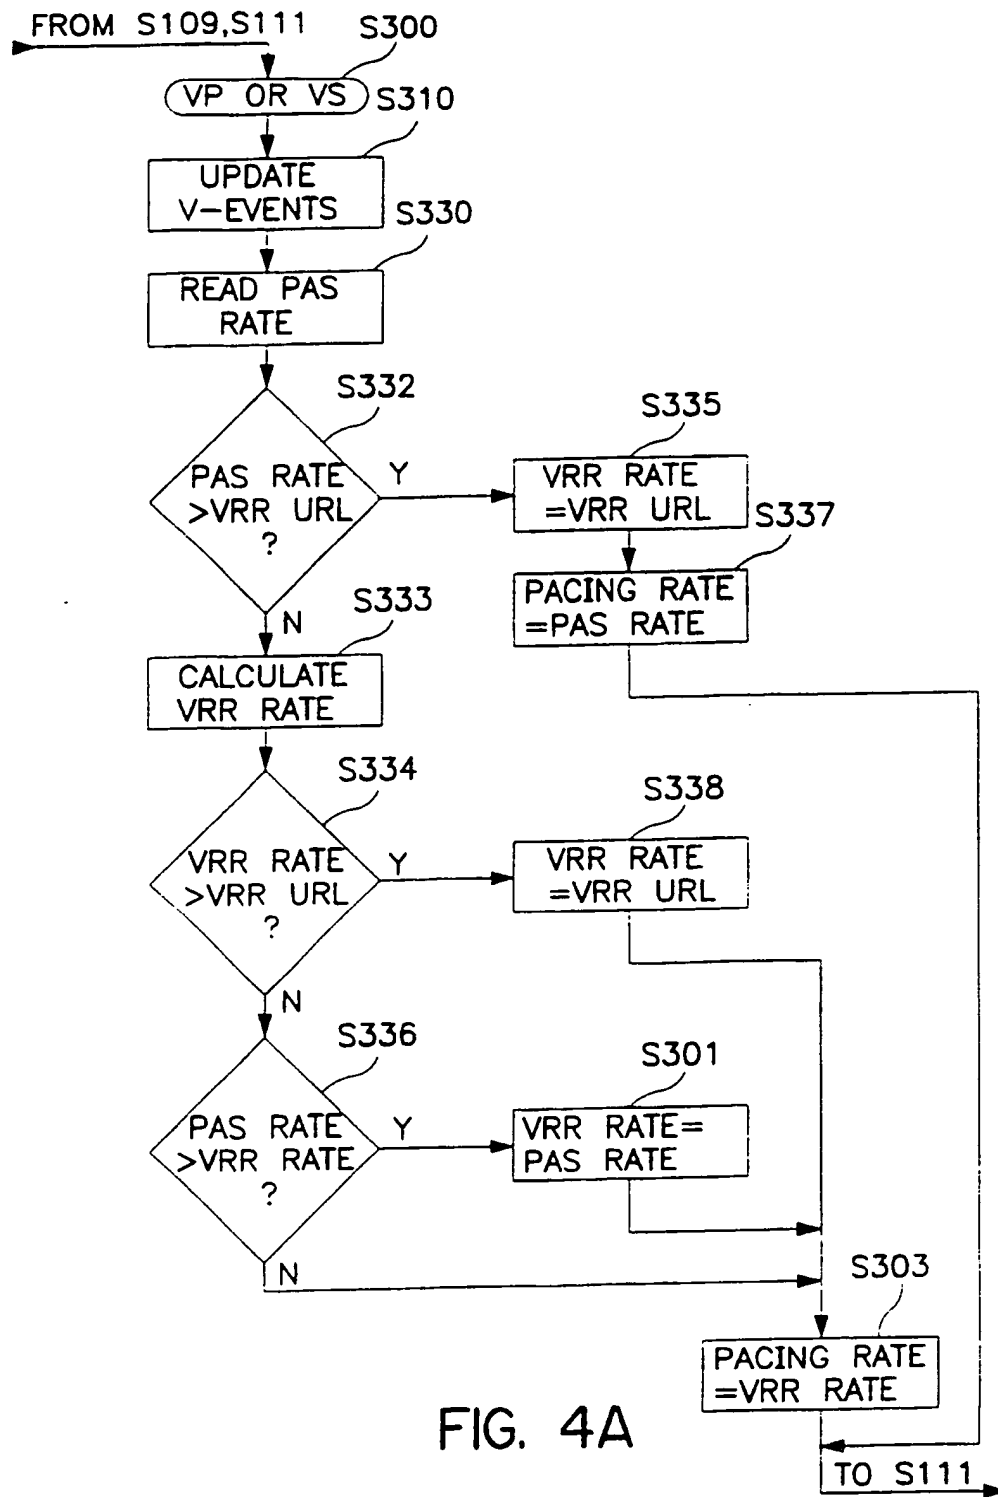 FROM S109,S111
S300
VP OR VS
S310
UPDATE
V-EVENTS
S330
READ PAS
RATE
S332
PAS RATE
>VRR URL
?
Y
N
S335
VRR RATE
=VRR URL
S337
PACING RATE
=PAS RATE
S333
CALCULATE
VRR RATE
S334
VRR RATE
>VRR URL
?
Y
N
S338
VRR RATE
=VRR URL
S336
PAS RATE
>VRR RATE
?
Y
N
S301
VRR RATE=
PAS RATE
S303
PACING RATE
=VRR RATE
TO S111
FIG. 4A